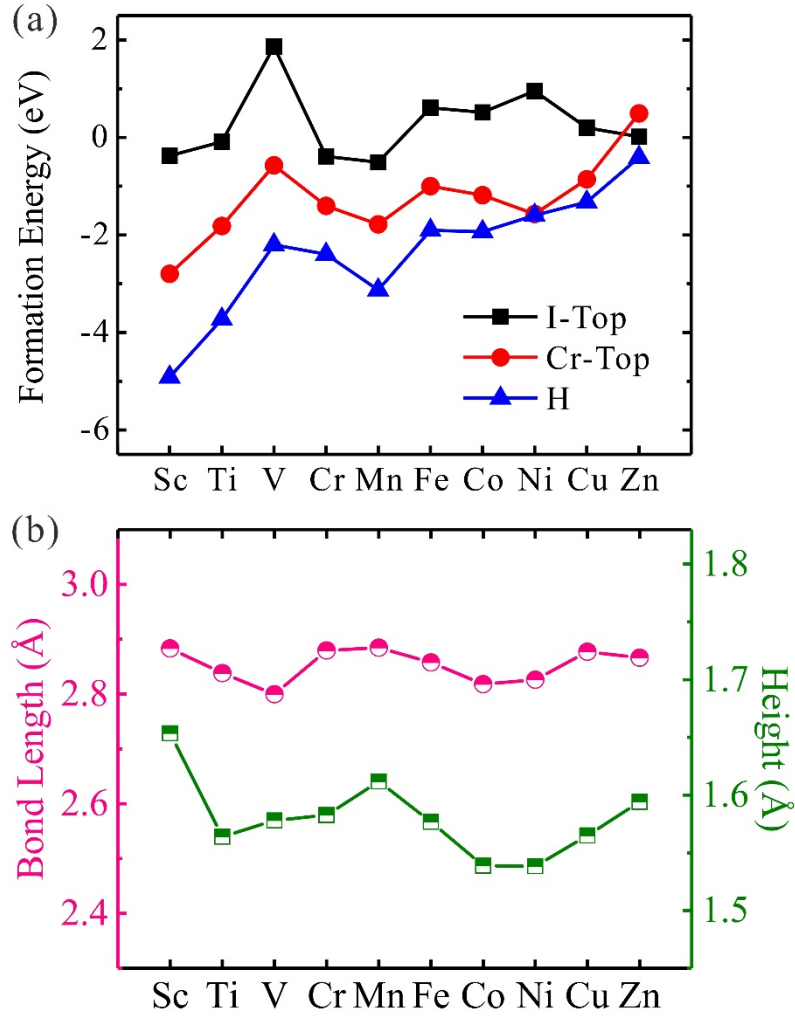 (a)
Formation Energy (eV)
2
0
-2
-4
-6
I-Top
Cr-Top
H
Sc Ti V Cr Mn Fe Co Ni Cu Zn
(b)
Bond Length (Å)
3.0
2.8
2.6
2.4
1.8
1.7
1.6
1.5
Height (Å)
Sc Ti V Cr Mn Fe Co Ni Cu Zn